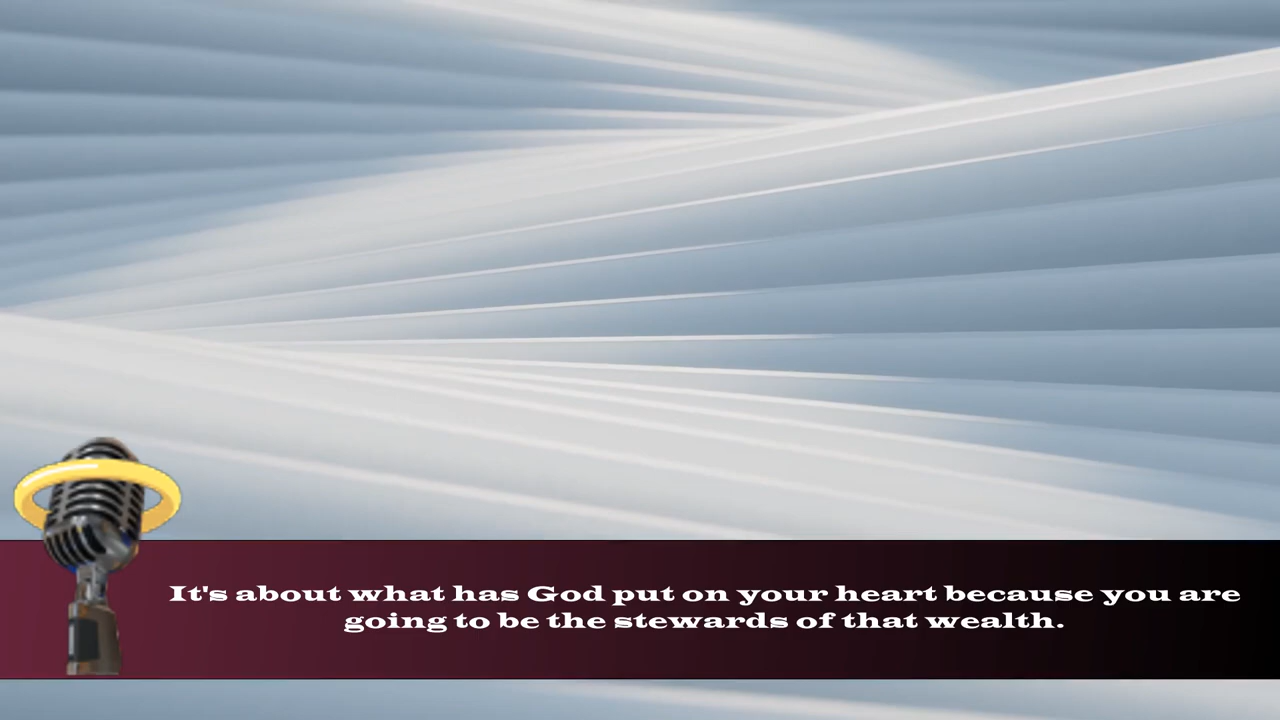 It's about what has God put on your heart because you are
going to be the stewards of that wealth.